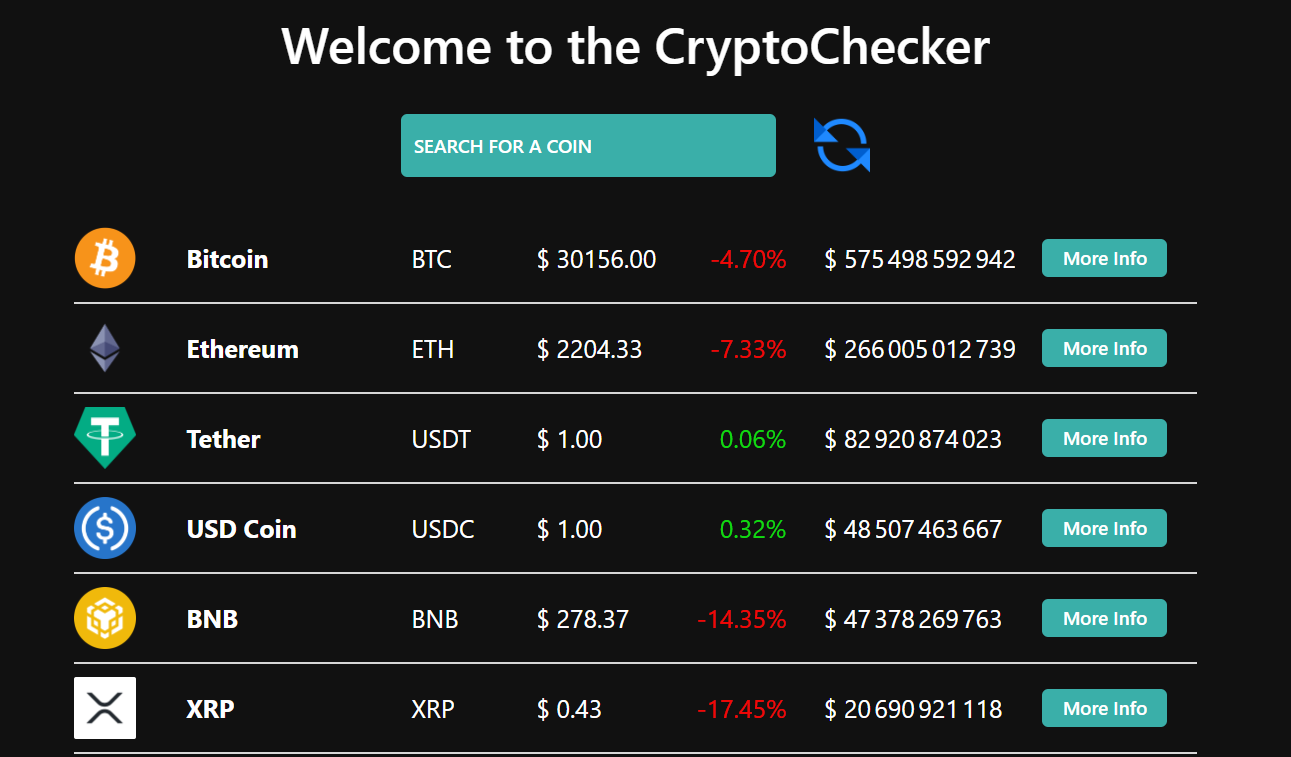 Welcome to the CryptoChecker
SEARCH FOR A COIN
Bitcoin BTC $ 30156.00 -4.70% $ 575 498 592 942 More Info
Ethereum ETH $ 2204.33 -7.33% $ 266 005 012 739 More Info
Tether USDT $ 1.00 0.06% $ 82 920 874 023 More Info
USD Coin USDC $ 1.00 0.32% $ 48 507 463 667 More Info
BNB BNB $ 278.37 -14.35% $ 47 378 269 763 More Info
XRP XRP $ 0.43 -17.45% $ 20 690 921 118 More Info